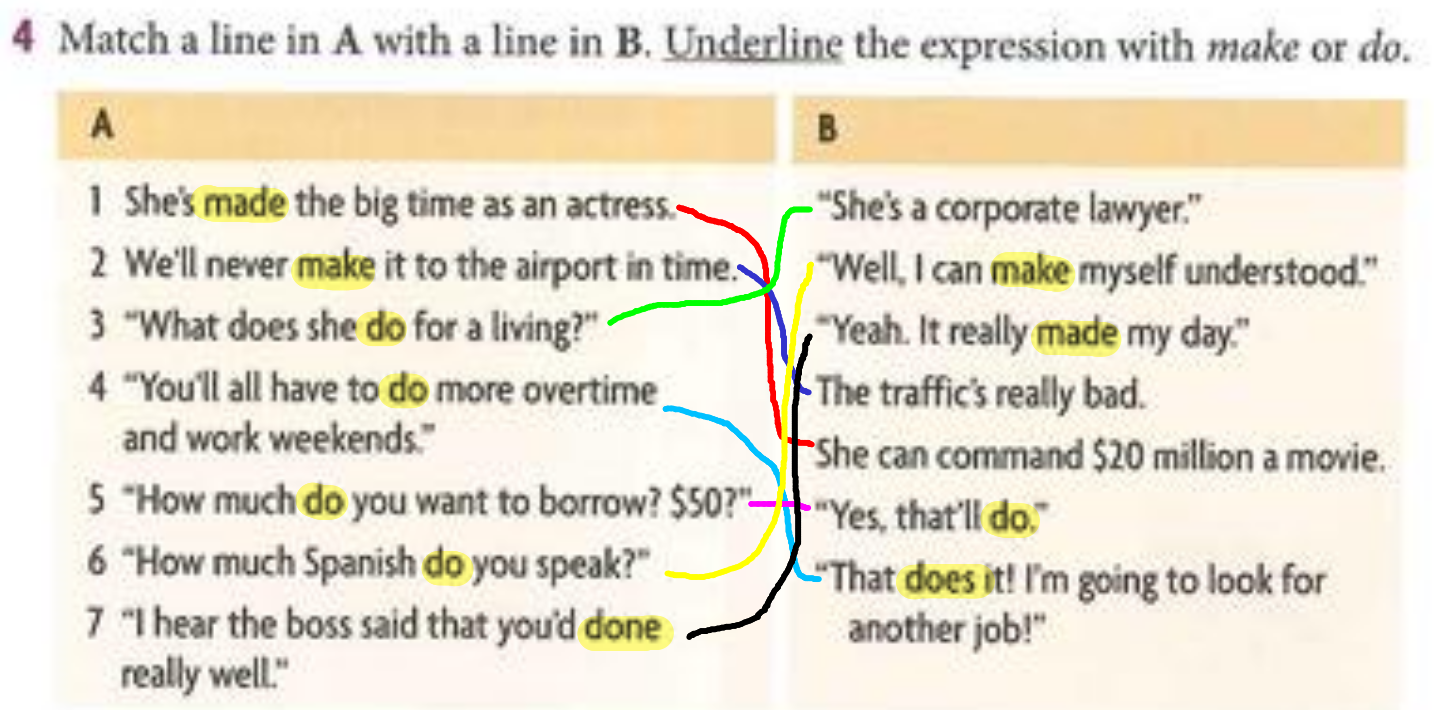 4 Match a line in A with a line in B. Underline the expression with make or do.
A
1 She's made the big time as an actress.
2 We'll never make it to the airport in time.
3 “What does she do for a living?”
4 “You'll all have to do more overtime
and work weekends.”
5 “How much do you want to borrow? $50?”
6 “How much Spanish do you speak?”
7 “I hear the boss said that you'd done
really well.”
B
“She's a corporate lawyer.”
“Well, I can make myself understood.”
“Yeah. It really made my day.”
The traffic's really bad.
She can command $20 million a movie.
“Yes, that'll do.”
“That does it! I'm going to look for
another job!”